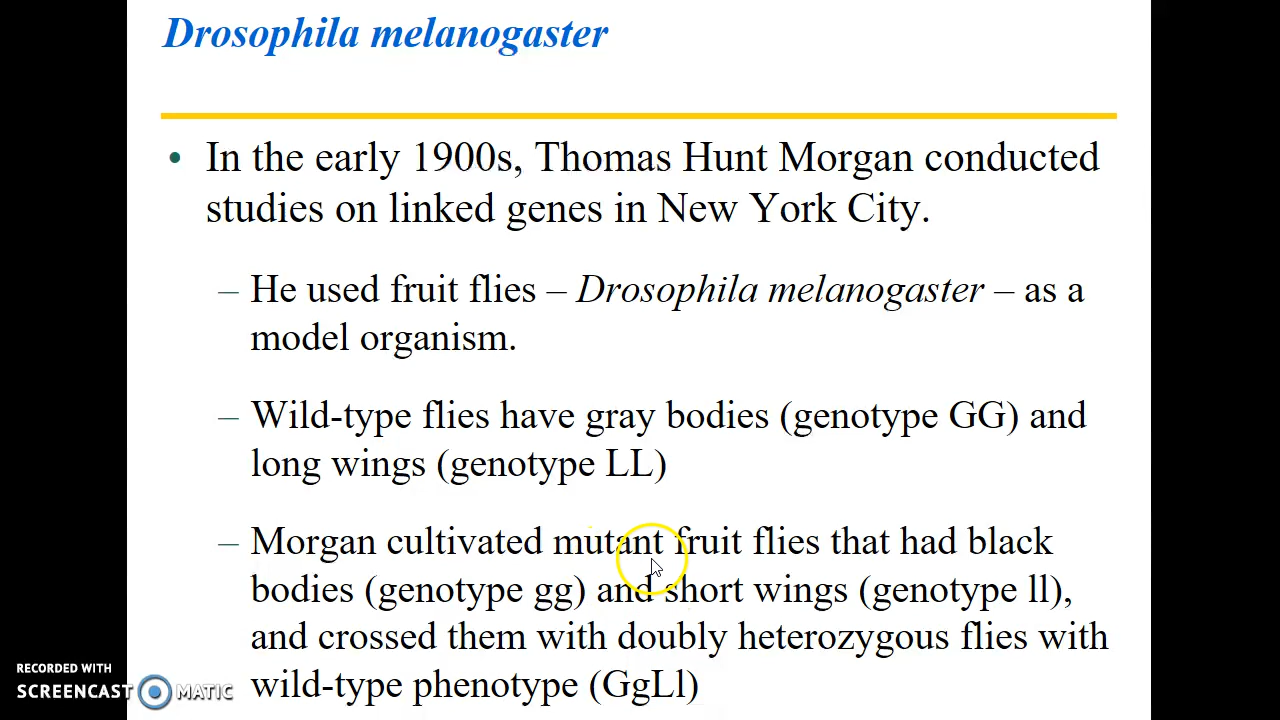 Drosophila melanogaster
• In the early 1900s, Thomas Hunt Morgan conducted
studies on linked genes in New York City.
– He used fruit flies – Drosophila melanogaster – as a
model organism.
– Wild-type flies have gray bodies (genotype GG) and
long wings (genotype LL)
– Morgan cultivated mutant fruit flies that had black
bodies (genotype gg) and short wings (genotype ll),
and crossed them with doubly heterozygous flies with
wild-type phenotype (GgLl)
RECORDED WITH
SCREENCAST MATIC